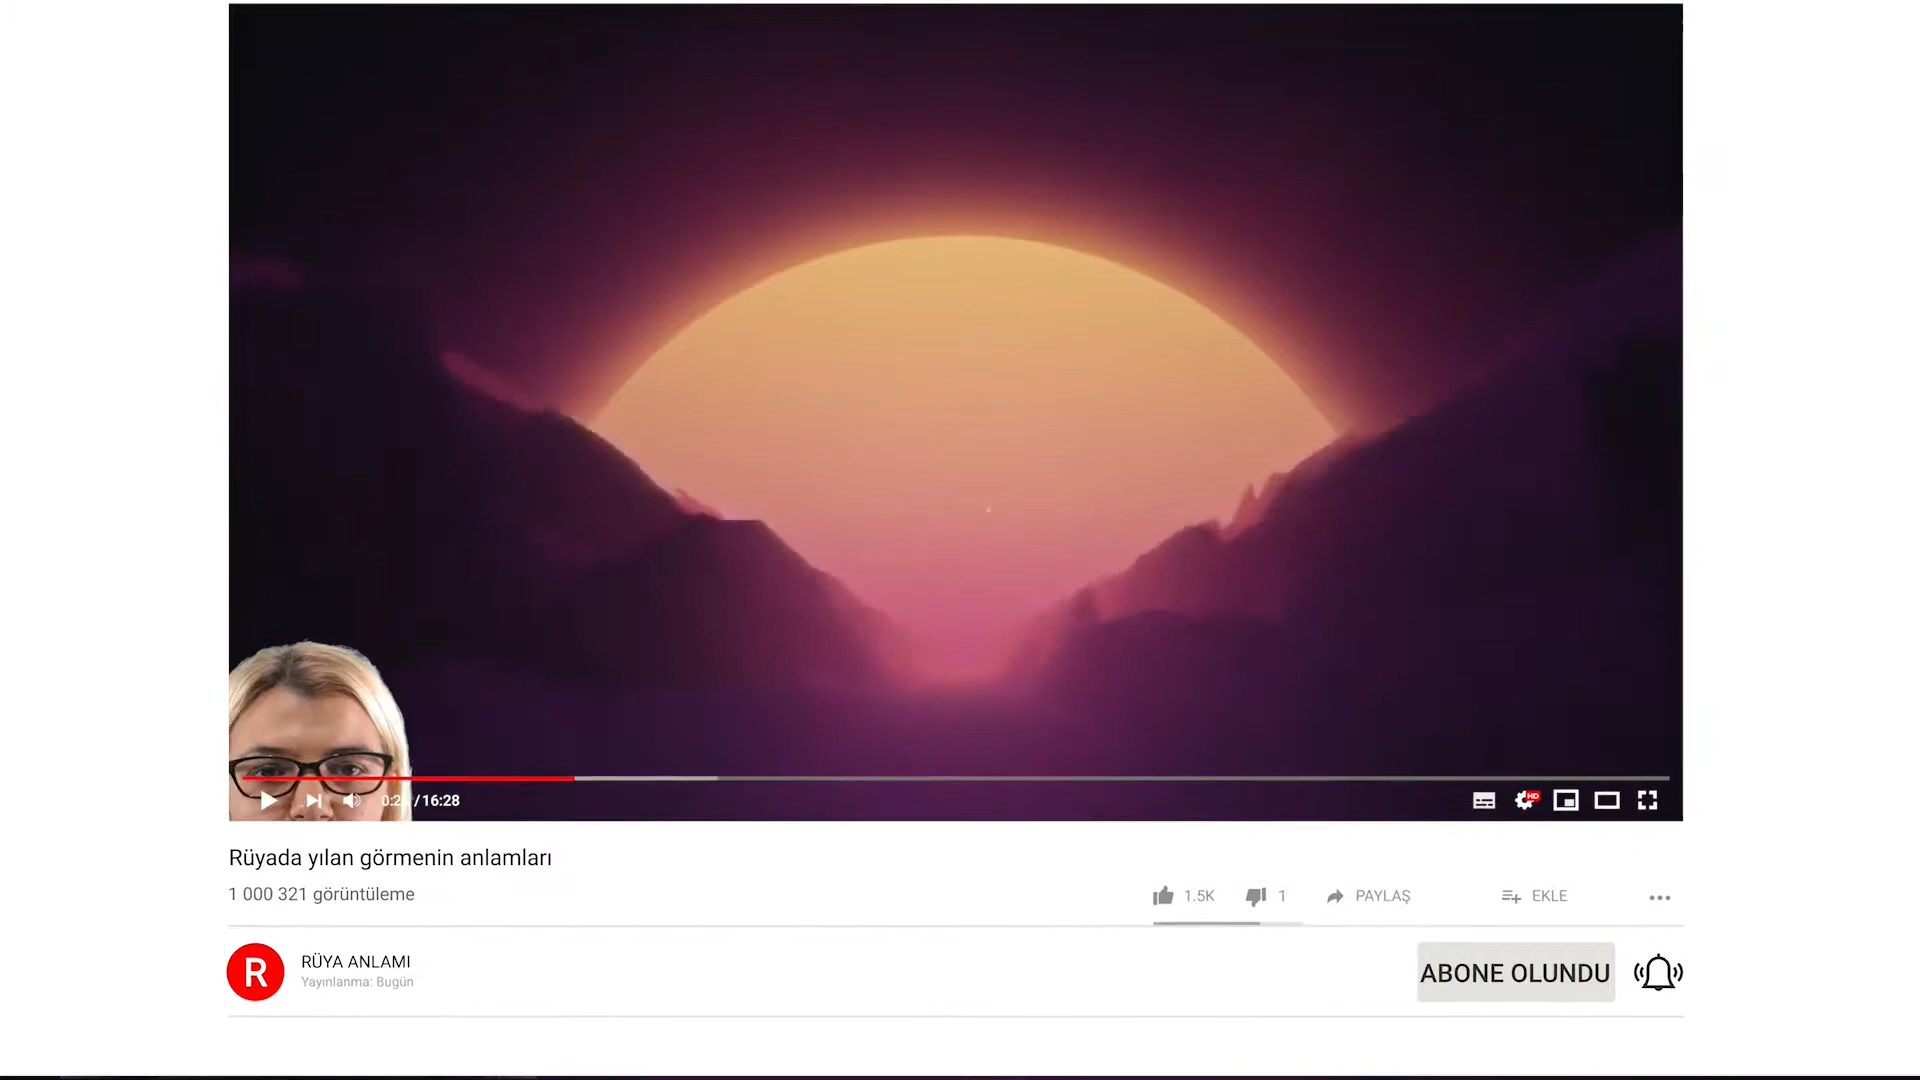 / 16:28
HD
Rüyada yılan görmenin anlamları
1 000 321 görüntüleme
1.5K
1
PAYLAŞ
EKLE
R
RÜYA ANLAMI
Yayınlanma: Bugün
ABONE OLUNDU